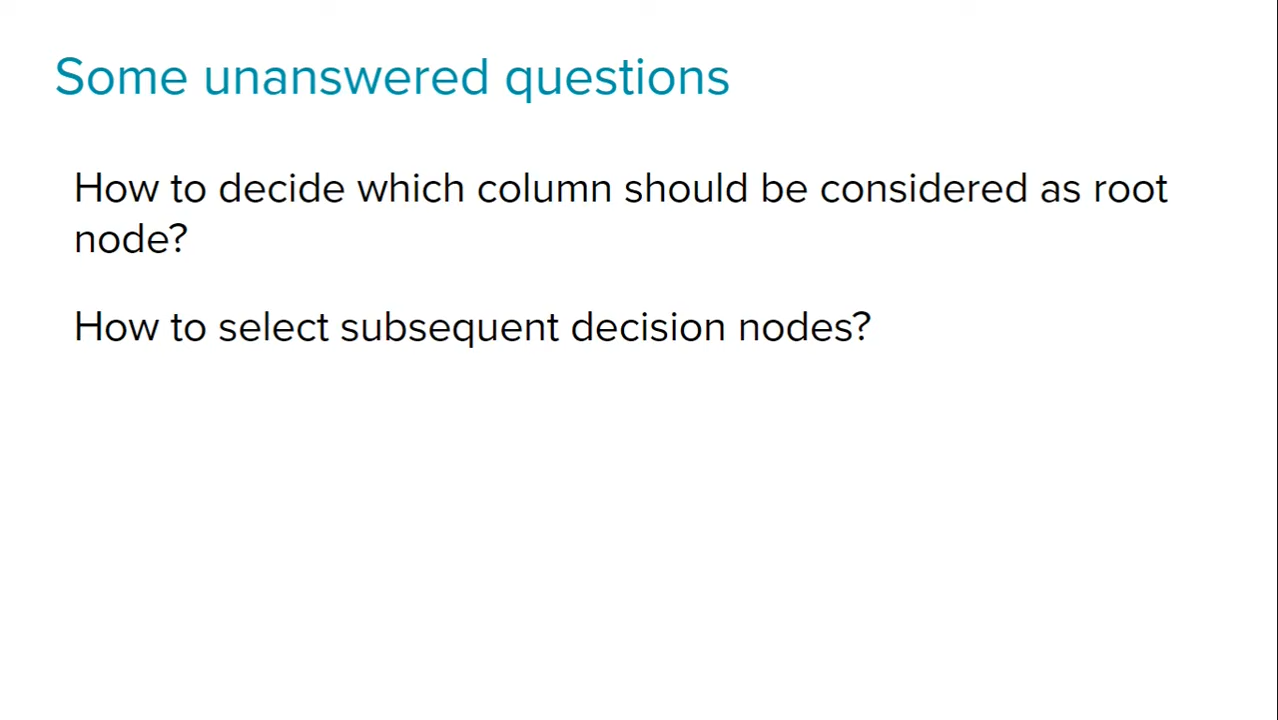 Some unanswered questions
How to decide which column should be considered as root
node?
How to select subsequent decision nodes?